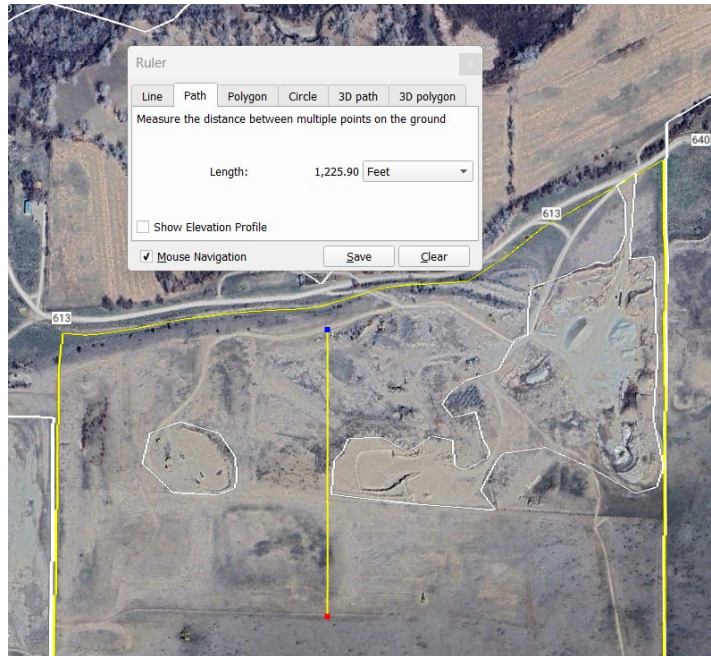 Ruler
Line Path Polygon Circle 3D path 3D polygon
Measure the distance between multiple points on the ground
Length: 1,225.90 Feet
Show Elevation Profile
Mouse Navigation Save Clear
640
613
613